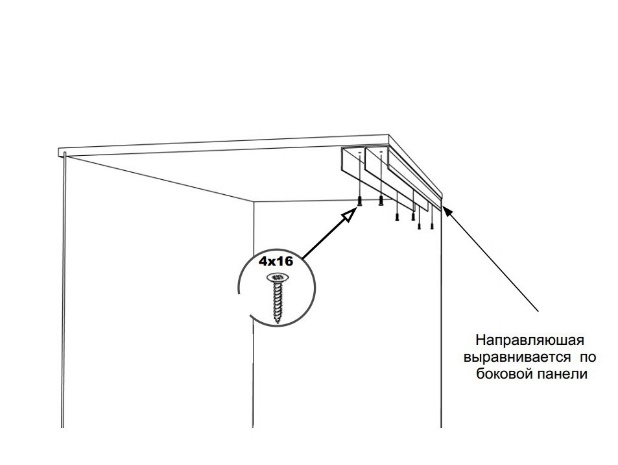 4x16
Направляюшая
выравнивается по
боковой панели